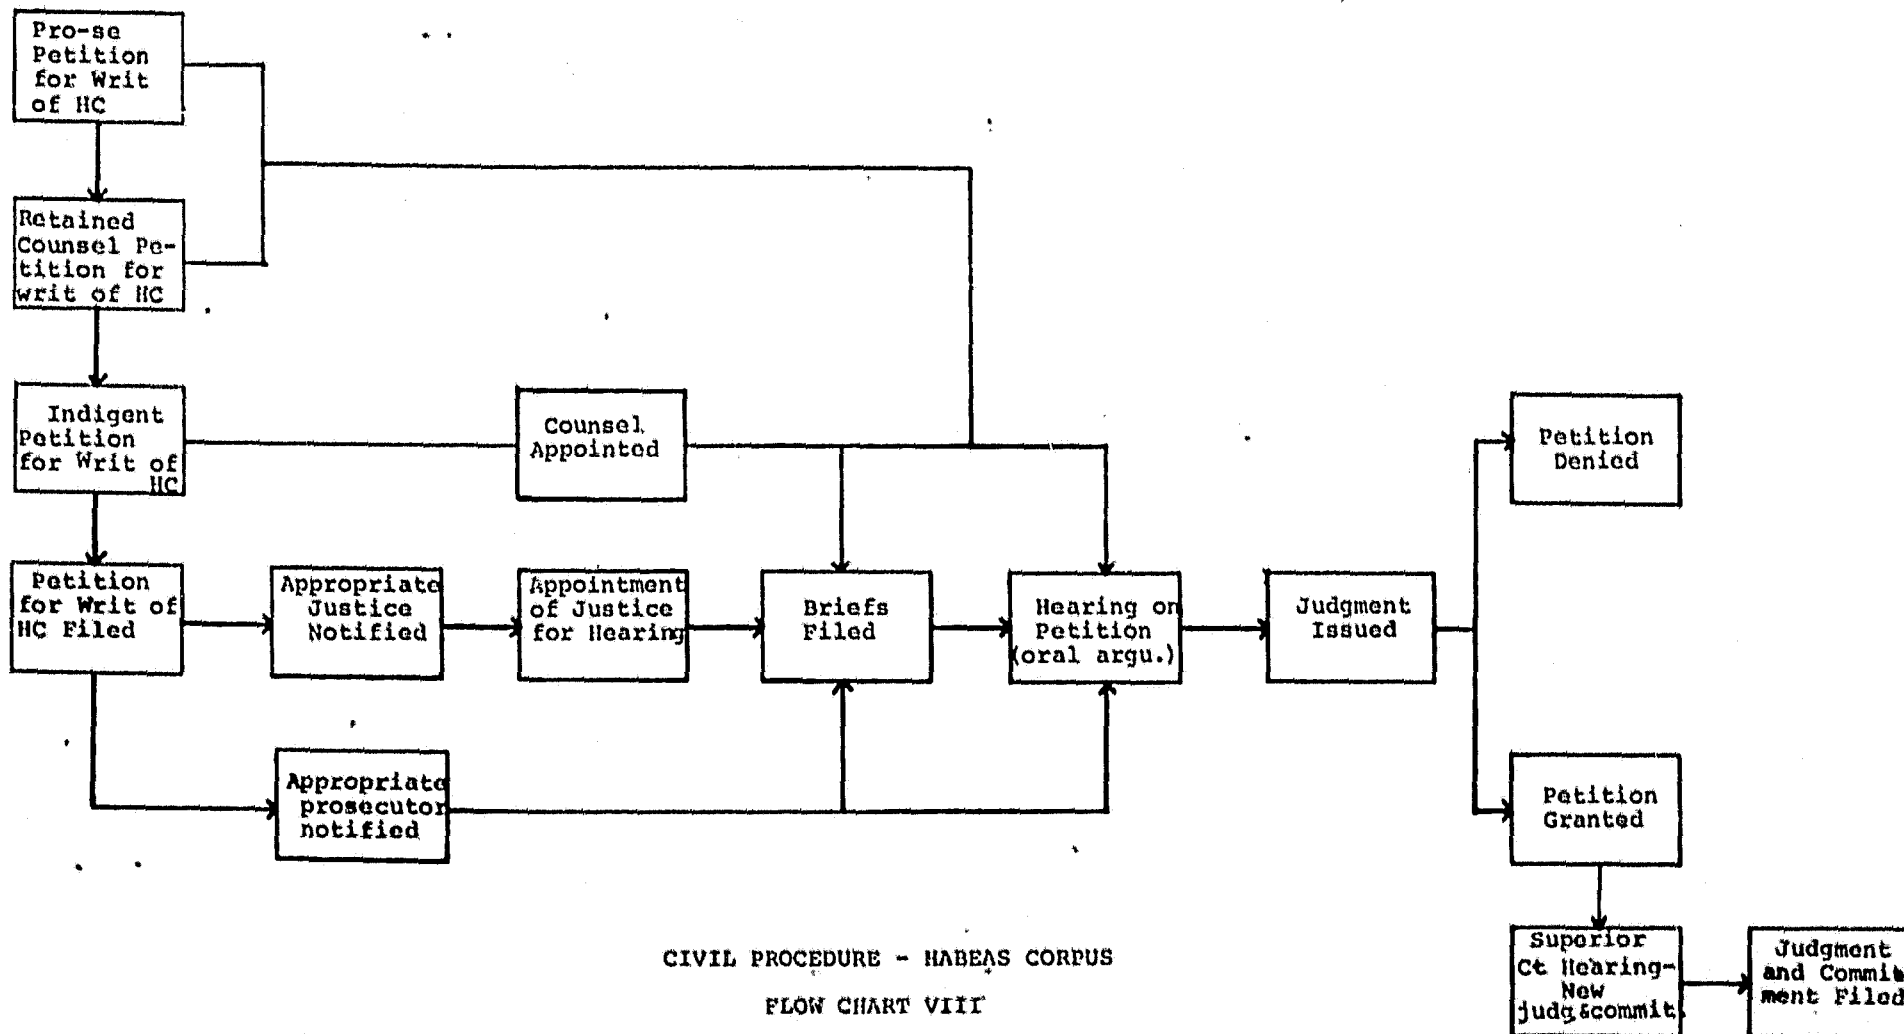 Pro-se
Petition
for Writ
of HC
Retained
Counsel Pe-
tition for
writ of HC
Indigent
Petition
for Writ of
HC
Counsel
Appointed
Petition
Denied
Petition
for Writ of
HC Filed
Appropriate
Justice
Notified
Appointment
of Justice
for Hearing
Briefs
Filed
Hearing on
Petition
(oral argu.)
Judgment
Issued
Appropriate
prosecutor
notified
Petition
Granted
Superior
Ct Hearing-
New
judg &commit.
Judgment
and Commit
ment Filed
CIVIL PROCEDURE - HABEAS CORPUS
FLOW CHART VIII